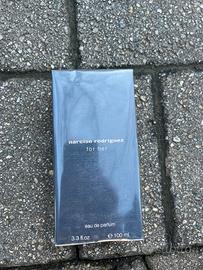 narciso rodriguez
for her
eau de parfum
3.3 fl.oz. e 100 ml